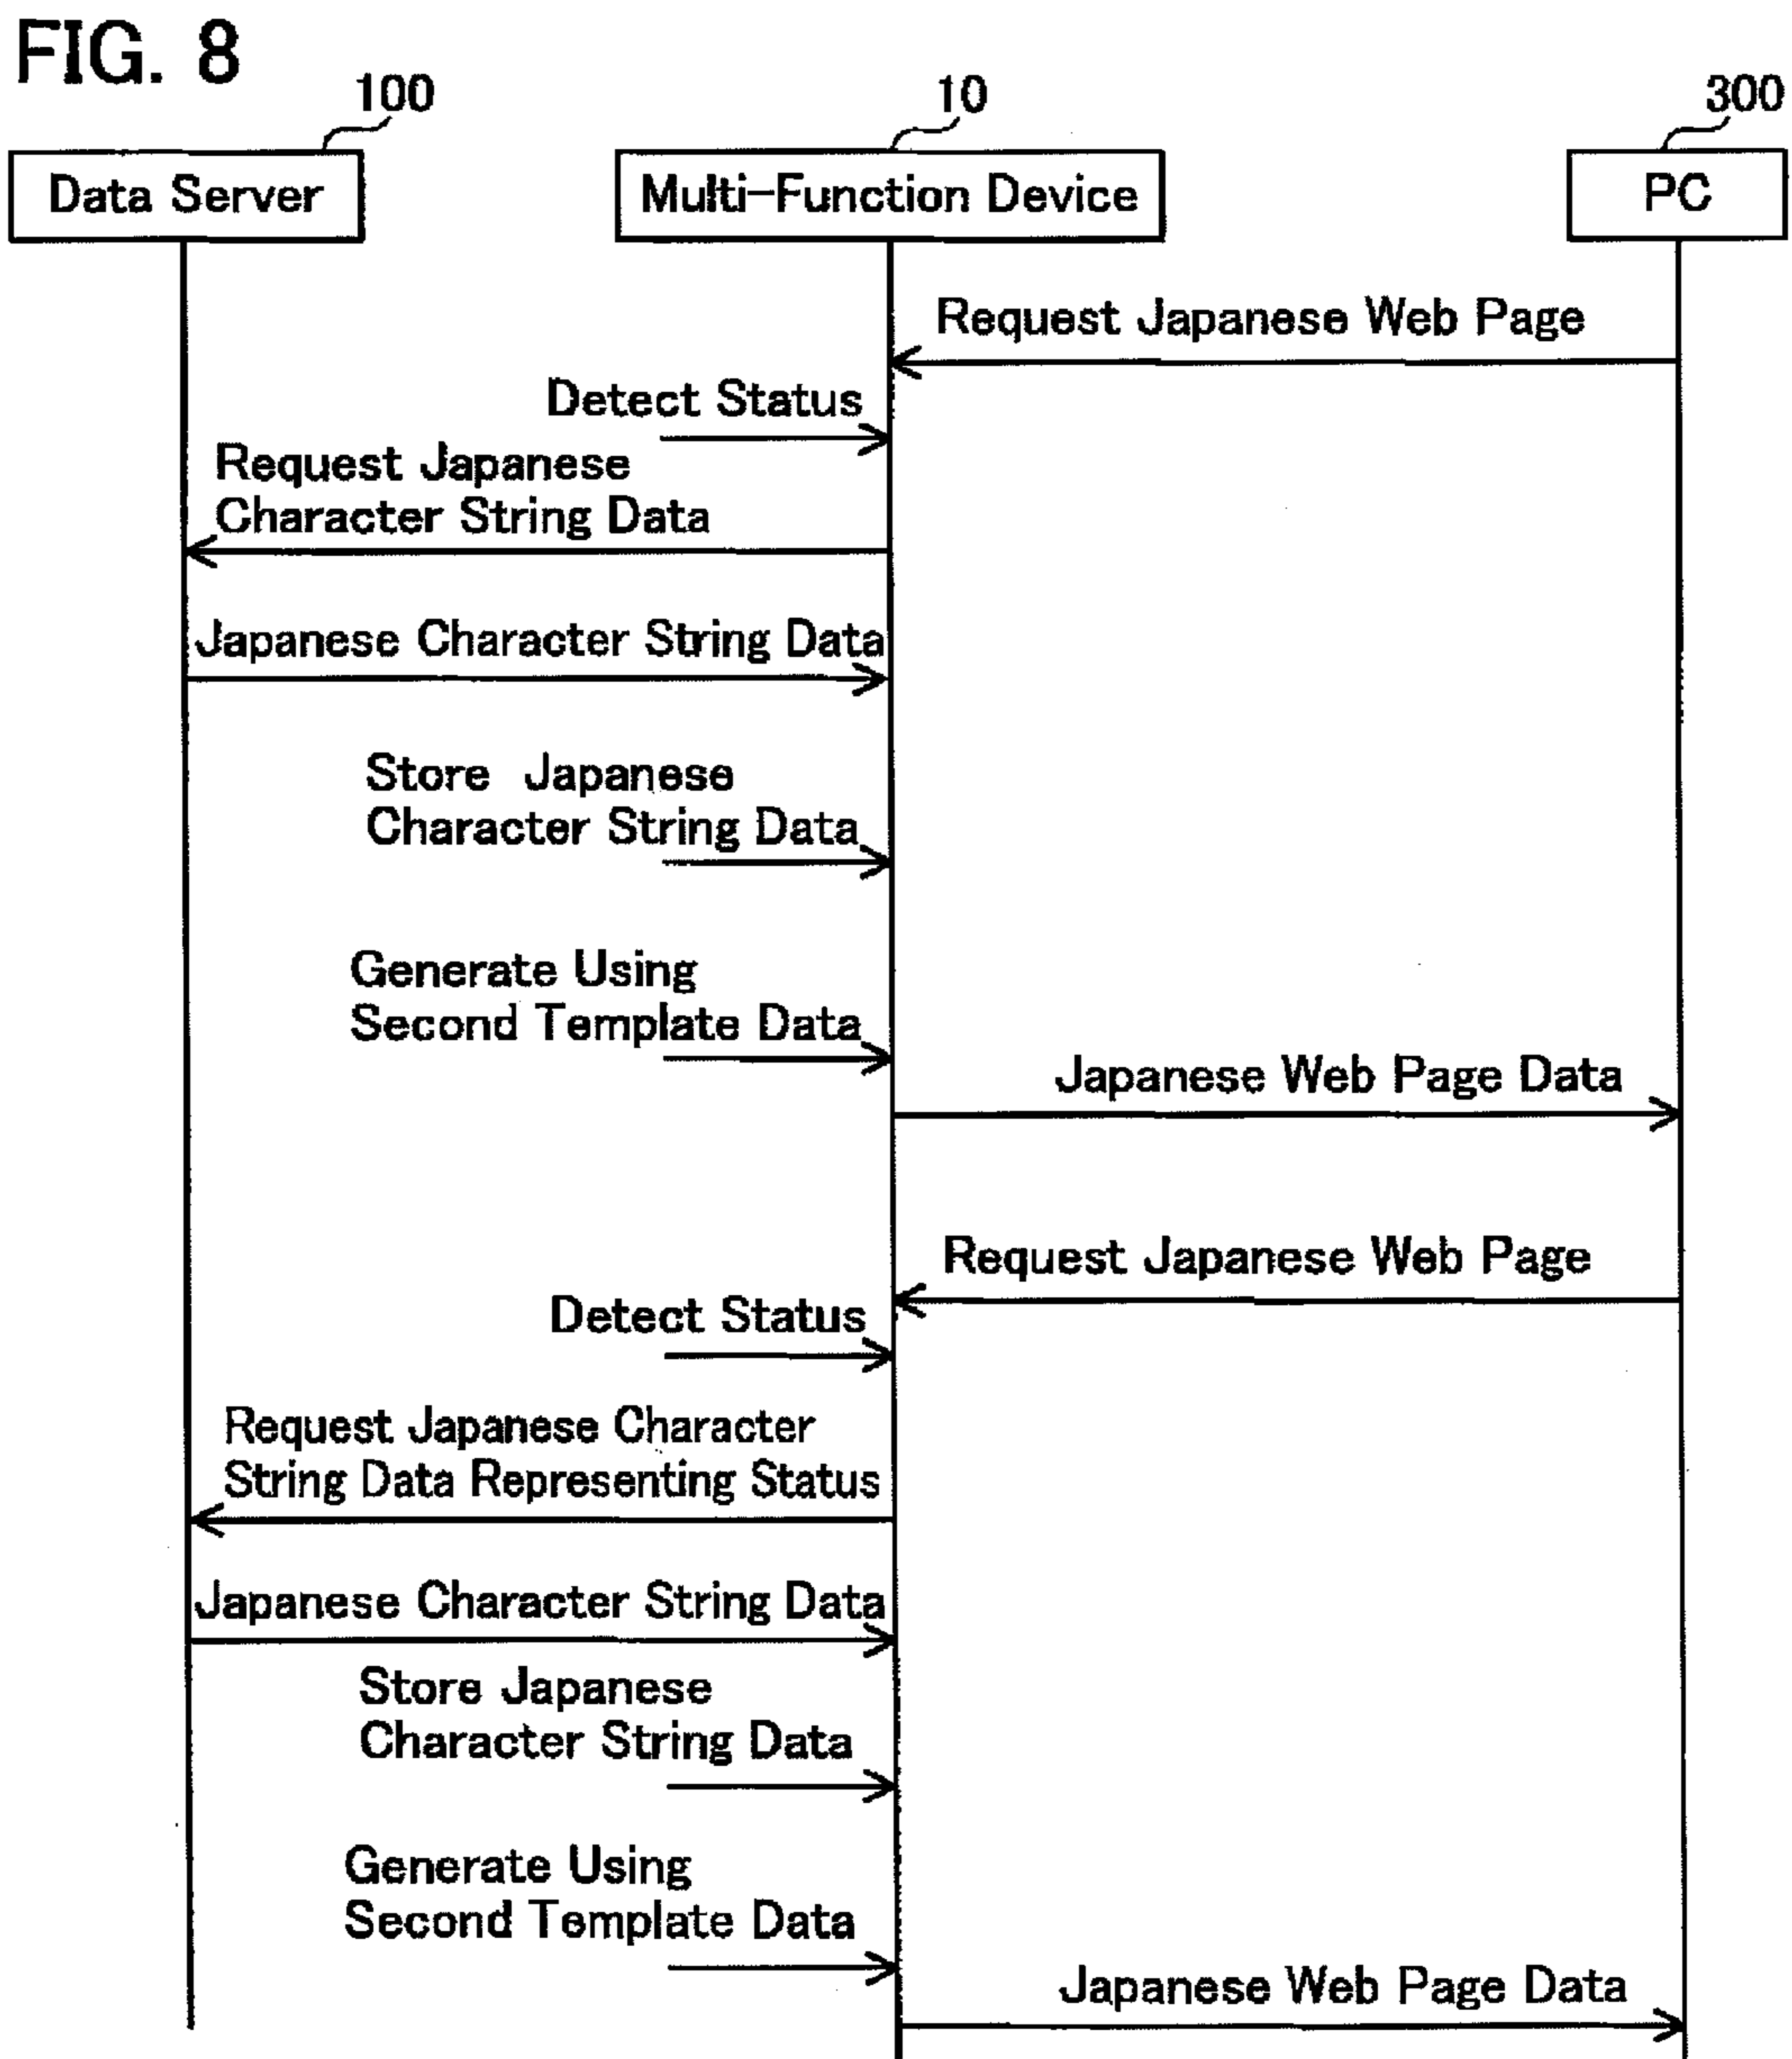 FIG. 8
100
10
300
Data Server
Multi-Function Device
PC
Request Japanese Web Page
Detect Status
Request Japanese
Character String Data
Japanese Character String Data
Store Japanese
Character String Data
Generate Using
Second Template Data
Japanese Web Page Data
Request Japanese Web Page
Detect Status
Request Japanese Character
String Data Representing Status
Japanese Character String Data
Store Japanese
Character String Data
Generate Using
Second Template Data
Japanese Web Page Data